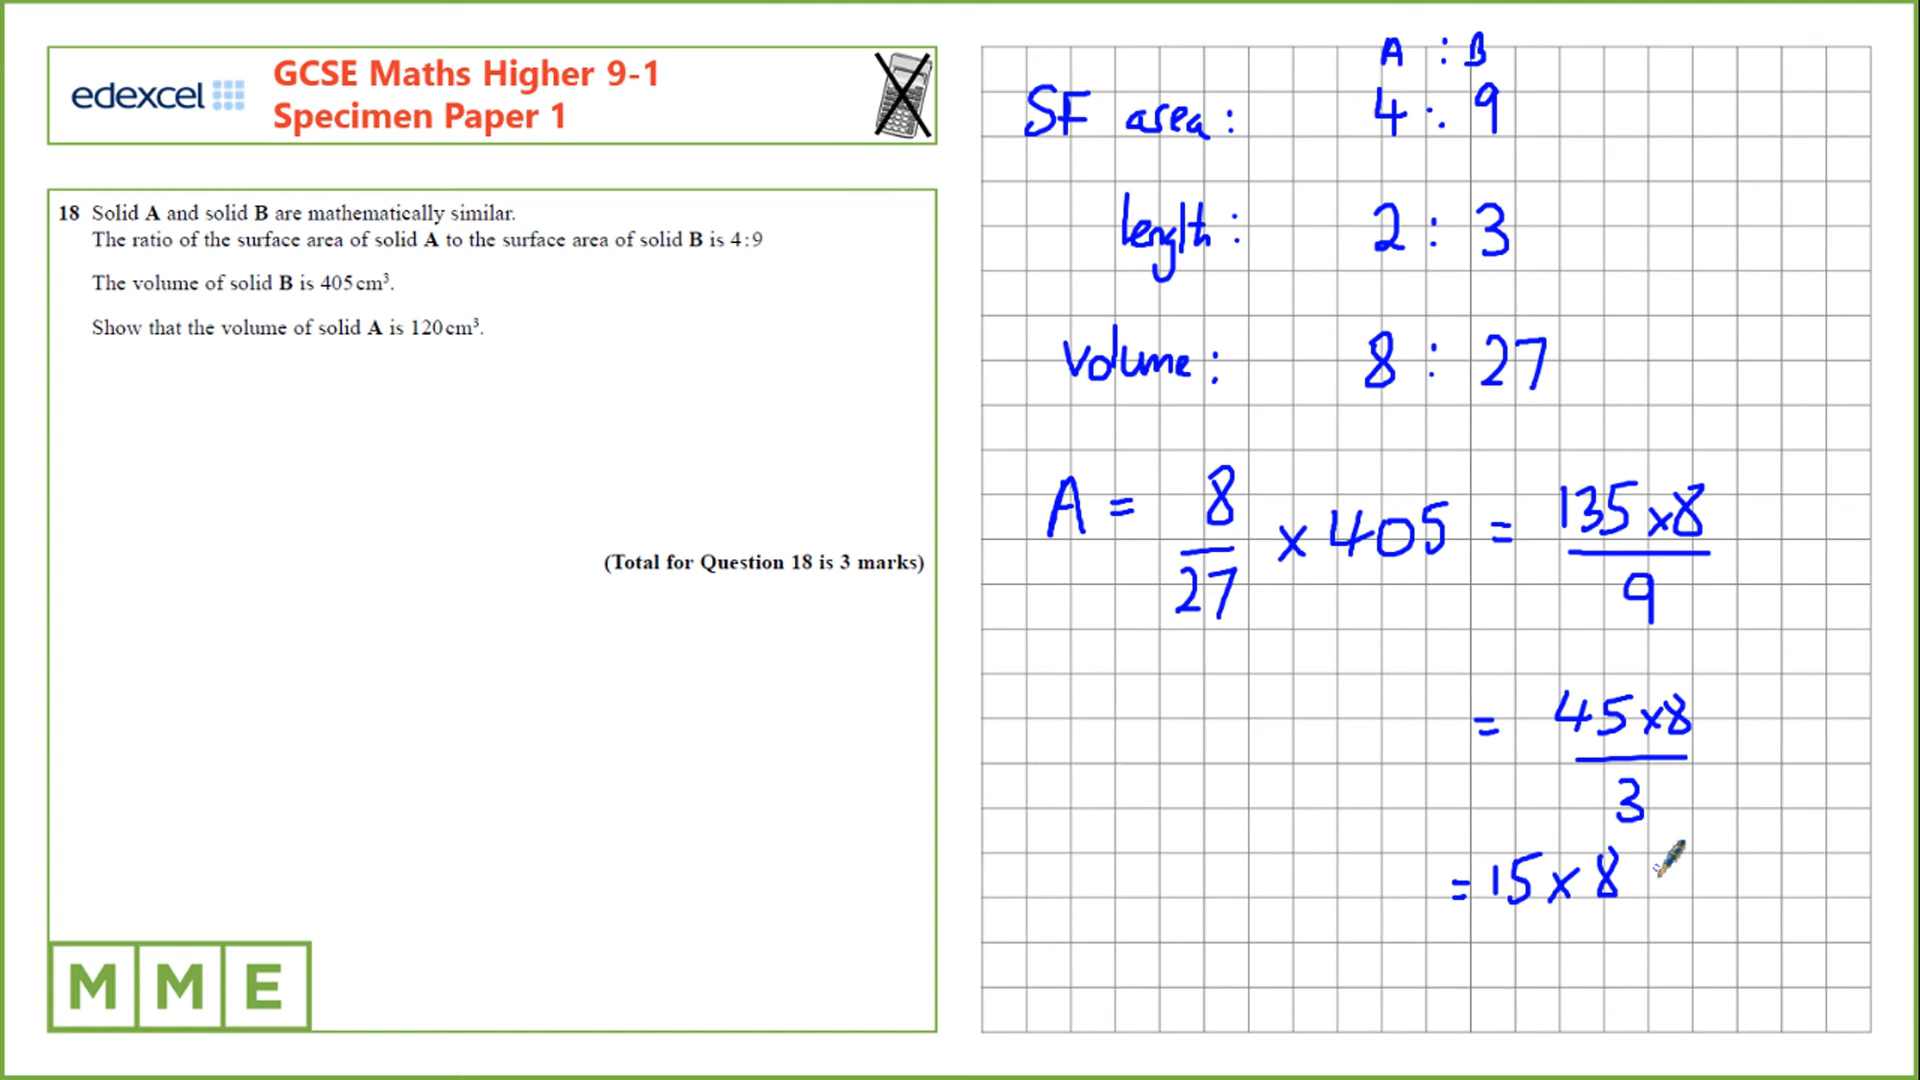 edexcel
GCSE Maths Higher 9-1
Specimen Paper 1
18 Solid A and solid B are mathematically similar.
The ratio of the surface area of solid A to the surface area of solid B is 4:9
The volume of solid B is 405 cm³.
Show that the volume of solid A is 120 cm³.
(Total for Question 18 is 3 marks)
MME
A : B
SF area: 4 : 9
length: 2 : 3
Volume: 8 : 27
A = 8/27 × 405 = 135×8/9
= 45×8/3
= 15 × 8